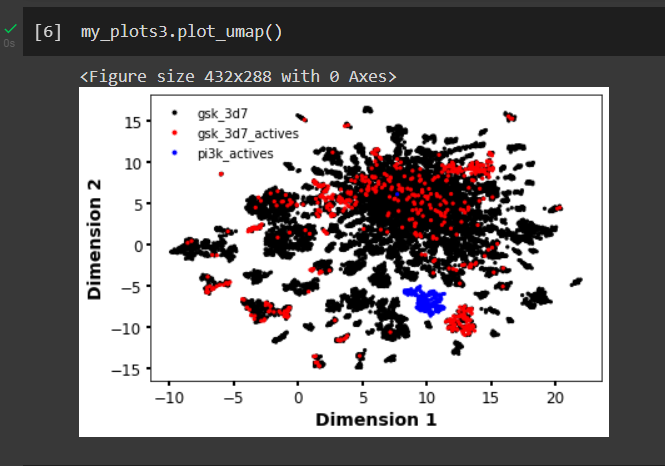 [6] my_plots3.plot_umap()
0s
<Figure size 432x288 with 0 Axes>
gsk_3d7
gsk_3d7_actives
pi3k_actives
15
10
5
0
−5
−10
−15
Dimension 2
−10 −5 0 5 10 15 20
Dimension 1